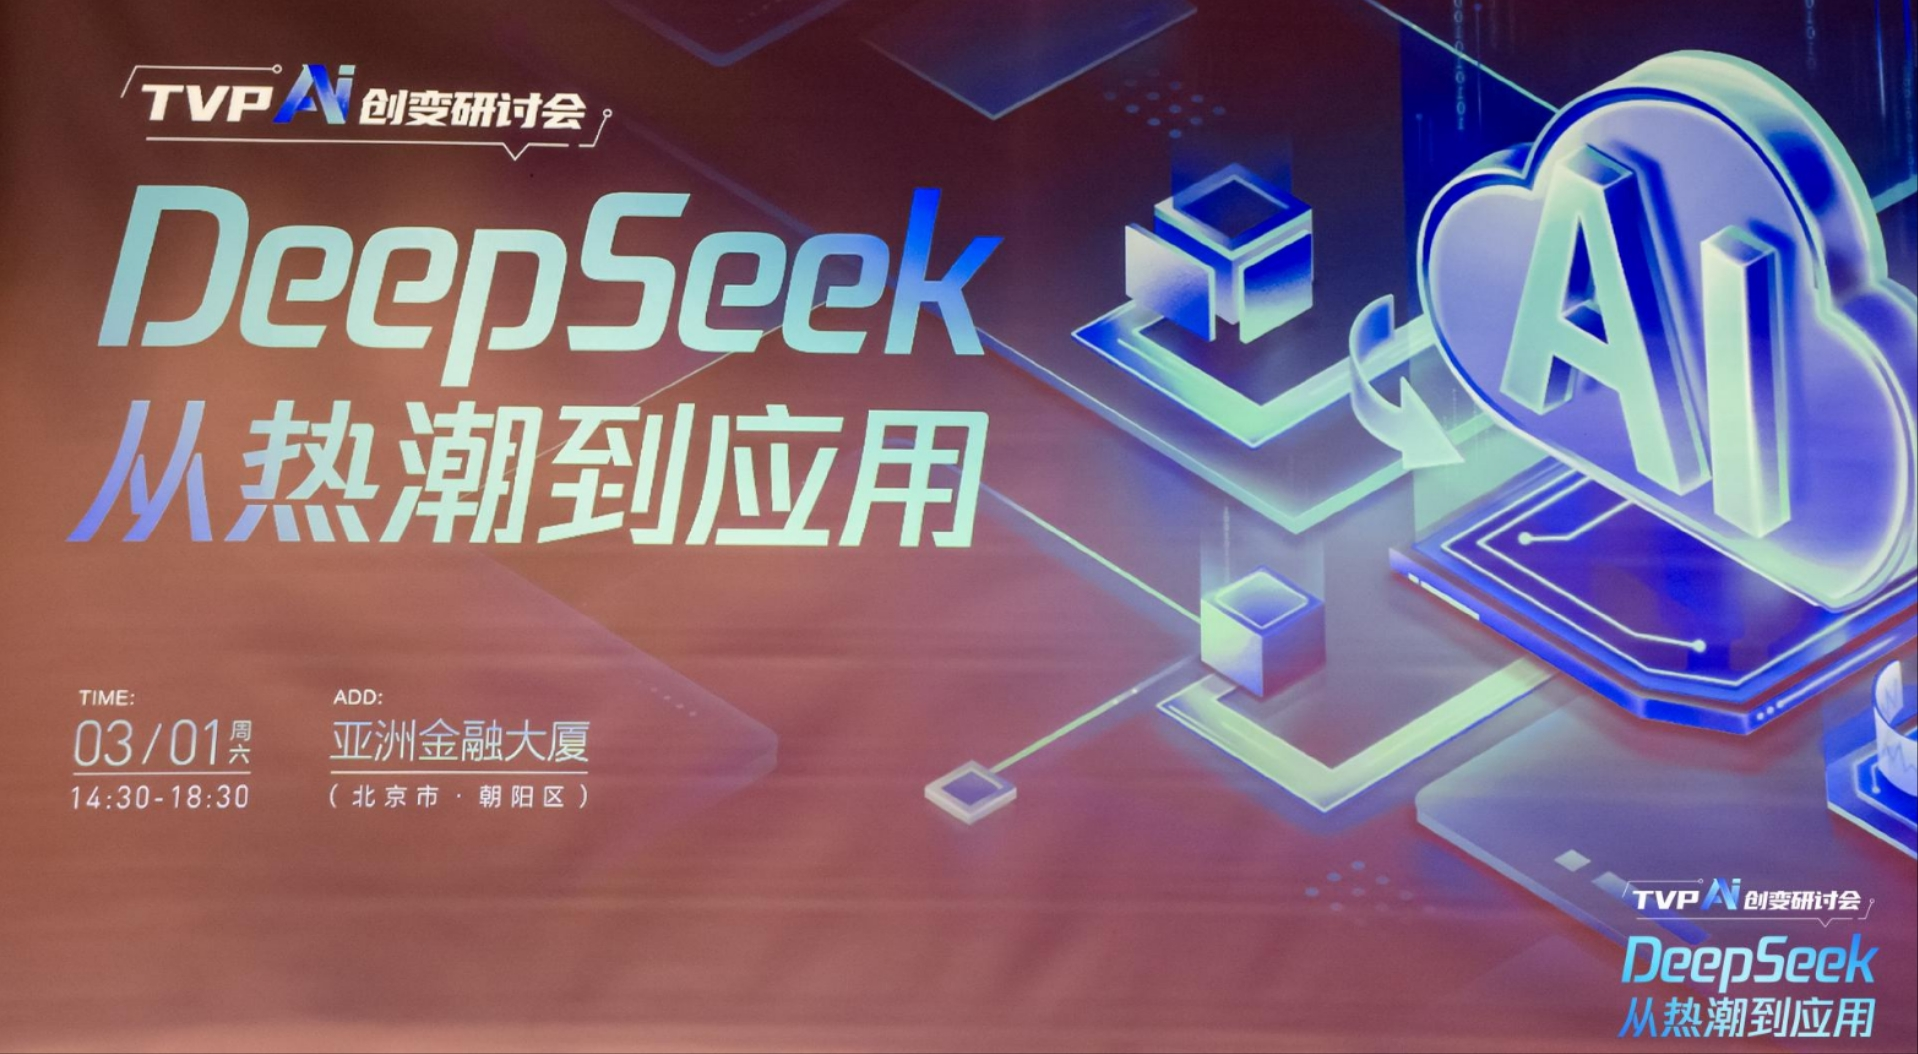 TVP Ai 创变研讨会
DeepSeek
从热潮到应用
TIME:
03/01 周六
14:30-18:30
ADD:
亚洲金融大厦
(北京市·朝阳区)
TVP Ai 创变研讨会
DeepSeek
从热潮到应用